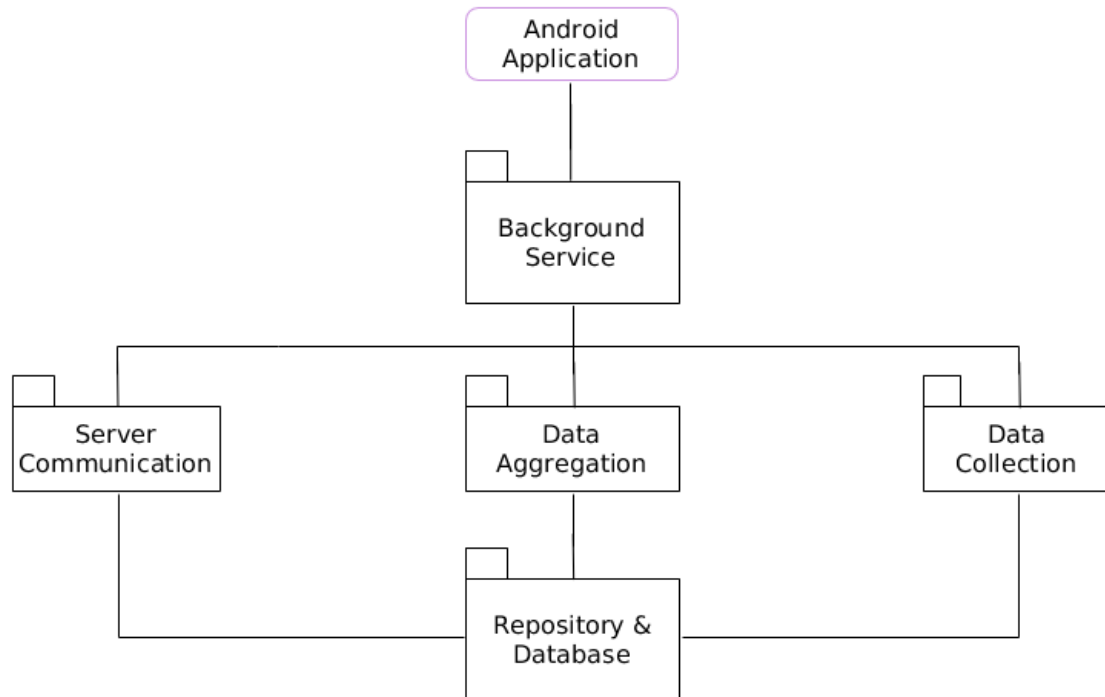 Android
Application
Background
Service
Server
Communication
Data
Aggregation
Data
Collection
Repository &
Database